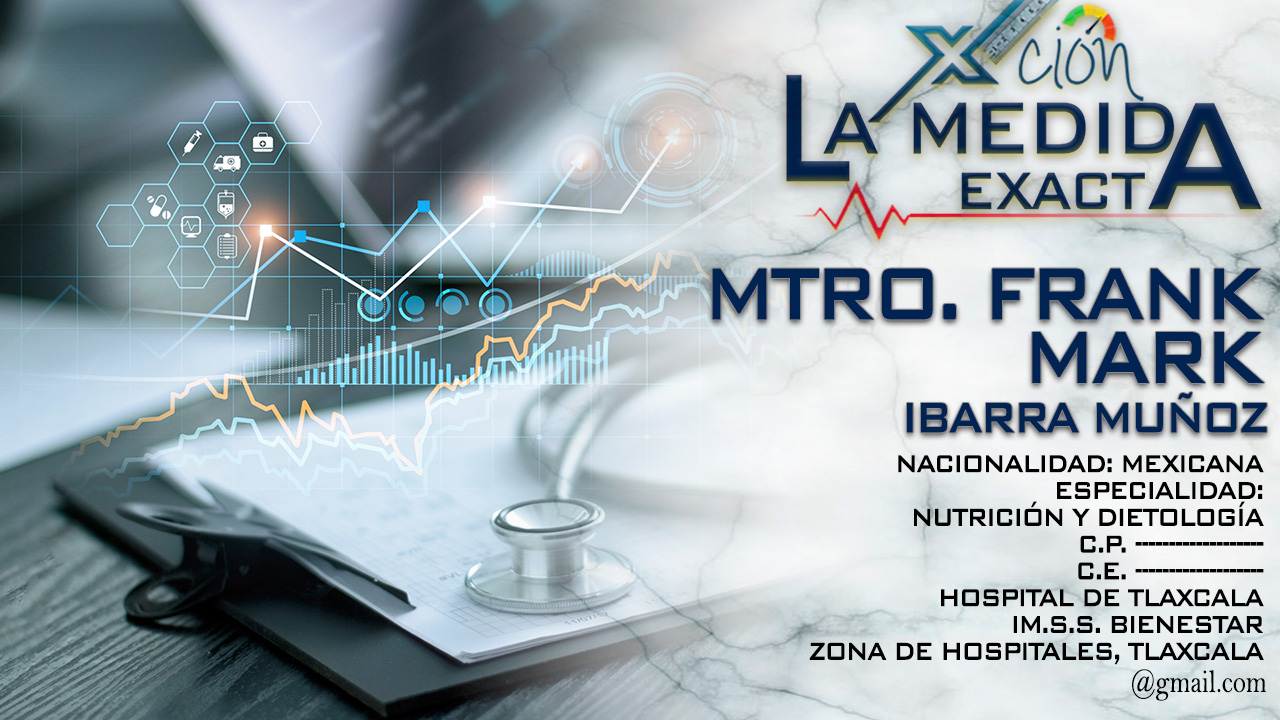 Xción
LA MEDIDA
EXACTA
MTRO. FRANK
MARK
IBARRA MUÑOZ
NACIONALIDAD: MEXICANA
ESPECIALIDAD:
NUTRICIÓN Y DIETOLOGÍA
C.P. -------------------
C.E. -------------------
HOSPITAL DE TLAXCALA
IM.S.S. BIENESTAR
ZONA DE HOSPITALES, TLAXCALA
@gmail.com